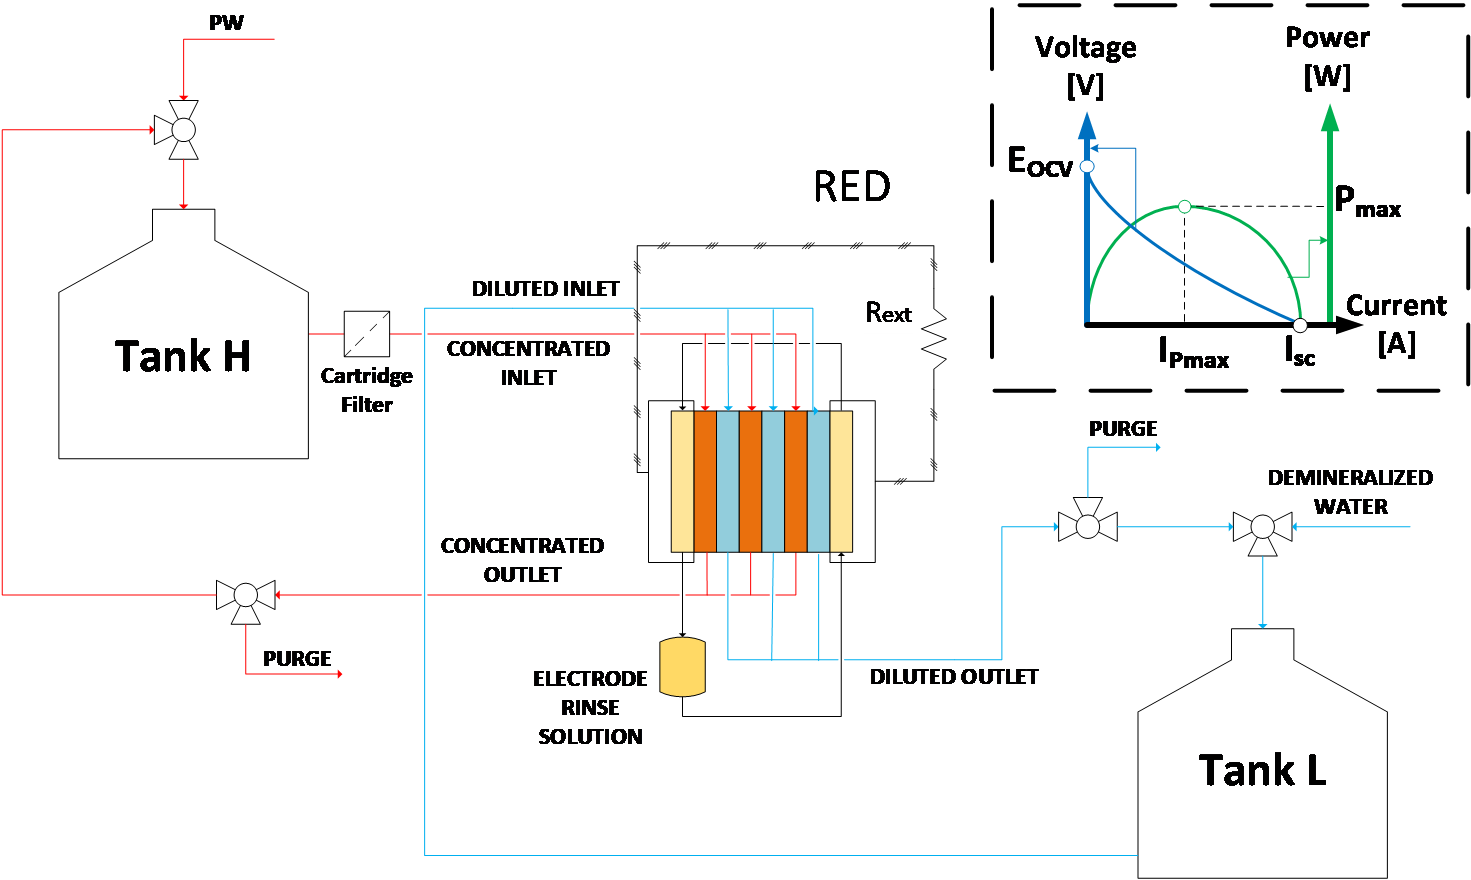 PW
Tank H
Cartridge
Filter
DILUTED INLET
CONCENTRATED
INLET
RED
Rext
CONCENTRATED
OUTLET
PURGE
ELECTRODE
RINSE
SOLUTION
DILUTED OUTLET
Voltage
[V]
Power
[W]
EOCV
Pmax
Current
[A]
IPmax
Isc
PURGE
DEMINERALIZED
WATER
Tank L